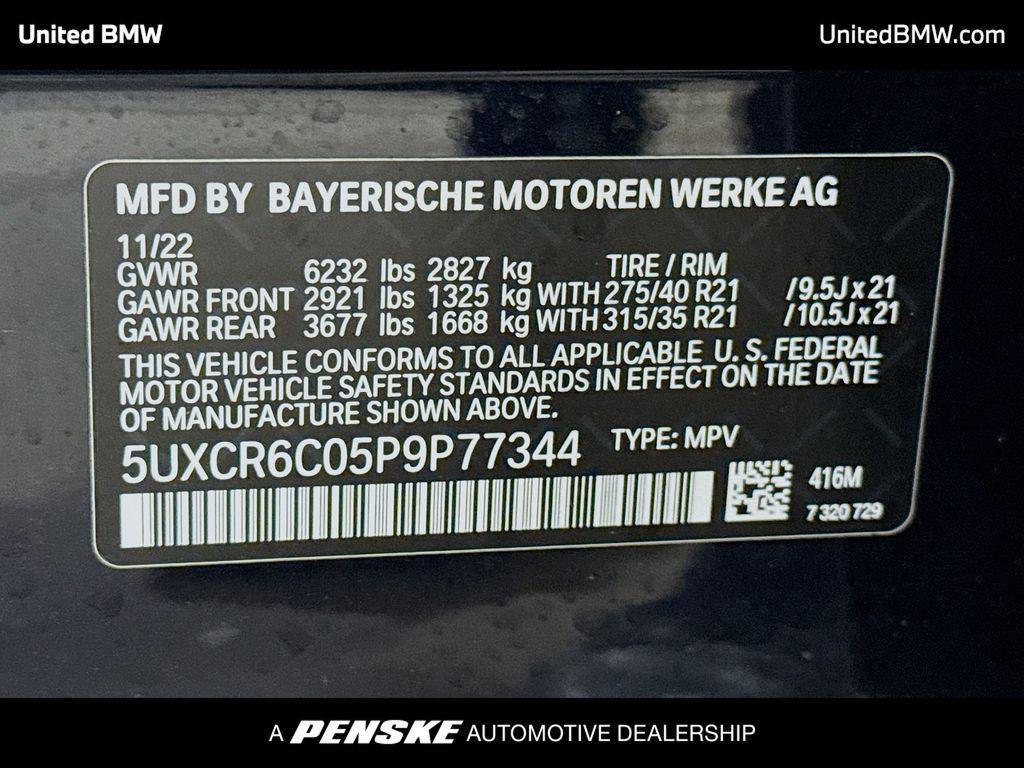 United BMW
UnitedBMW.com
MFD BY BAYERISCHE MOTOREN WERKE AG
11/22
GVWR 6232 lbs 2827 kg TIRE / RIM
GAWR FRONT 2921 lbs 1325 kg WITH 275/40 R21 /9.5J x 21
GAWR REAR 3677 lbs 1668 kg WITH 315/35 R21 /10.5J x 21
THIS VEHICLE CONFORMS TO ALL APPLICABLE U. S. FEDERAL
MOTOR VEHICLE SAFETY STANDARDS IN EFFECT ON THE DATE
OF MANUFACTURE SHOWN ABOVE.
5UXCR6C05P9P77344 TYPE: MPV
416M
7 320 729
A PENSKE AUTOMOTIVE DEALERSHIP